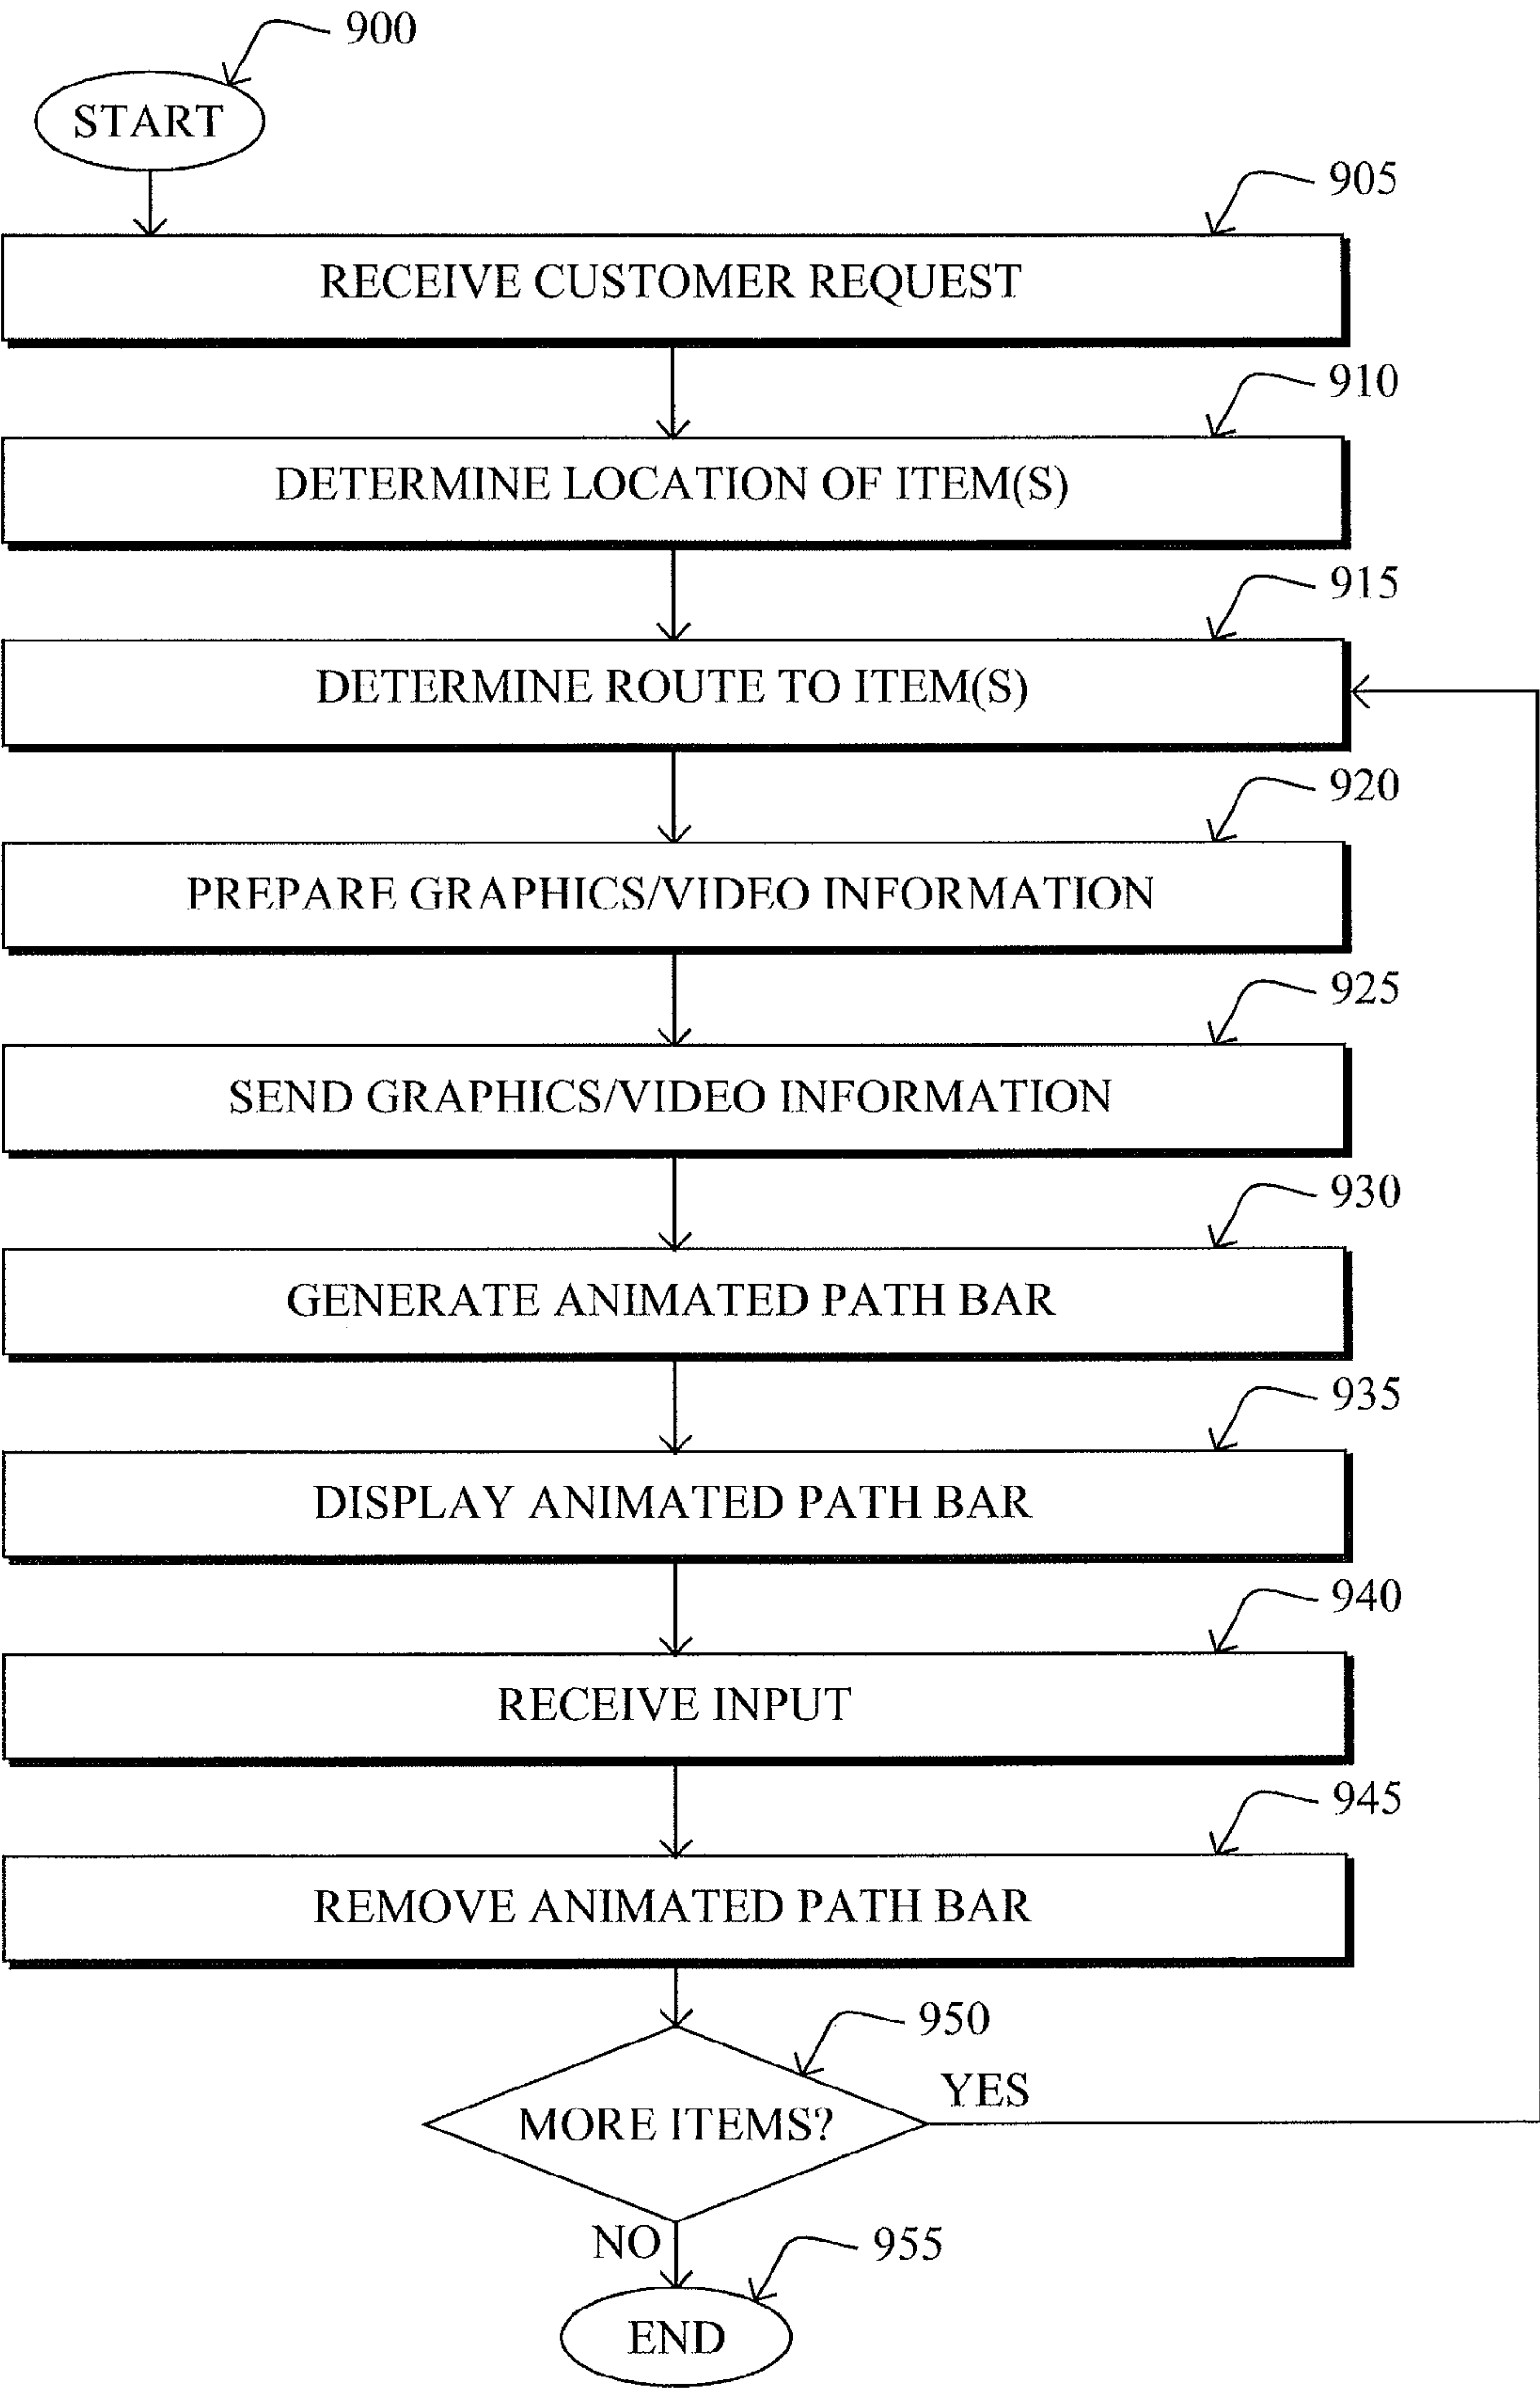 900
START
905
RECEIVE CUSTOMER REQUEST
910
DETERMINE LOCATION OF ITEM(S)
915
DETERMINE ROUTE TO ITEM(S)
920
PREPARE GRAPHICS/VIDEO INFORMATION
925
SEND GRAPHICS/VIDEO INFORMATION
930
GENERATE ANIMATED PATH BAR
935
DISPLAY ANIMATED PATH BAR
940
RECEIVE INPUT
945
REMOVE ANIMATED PATH BAR
950
YES
MORE ITEMS?
NO
955
END